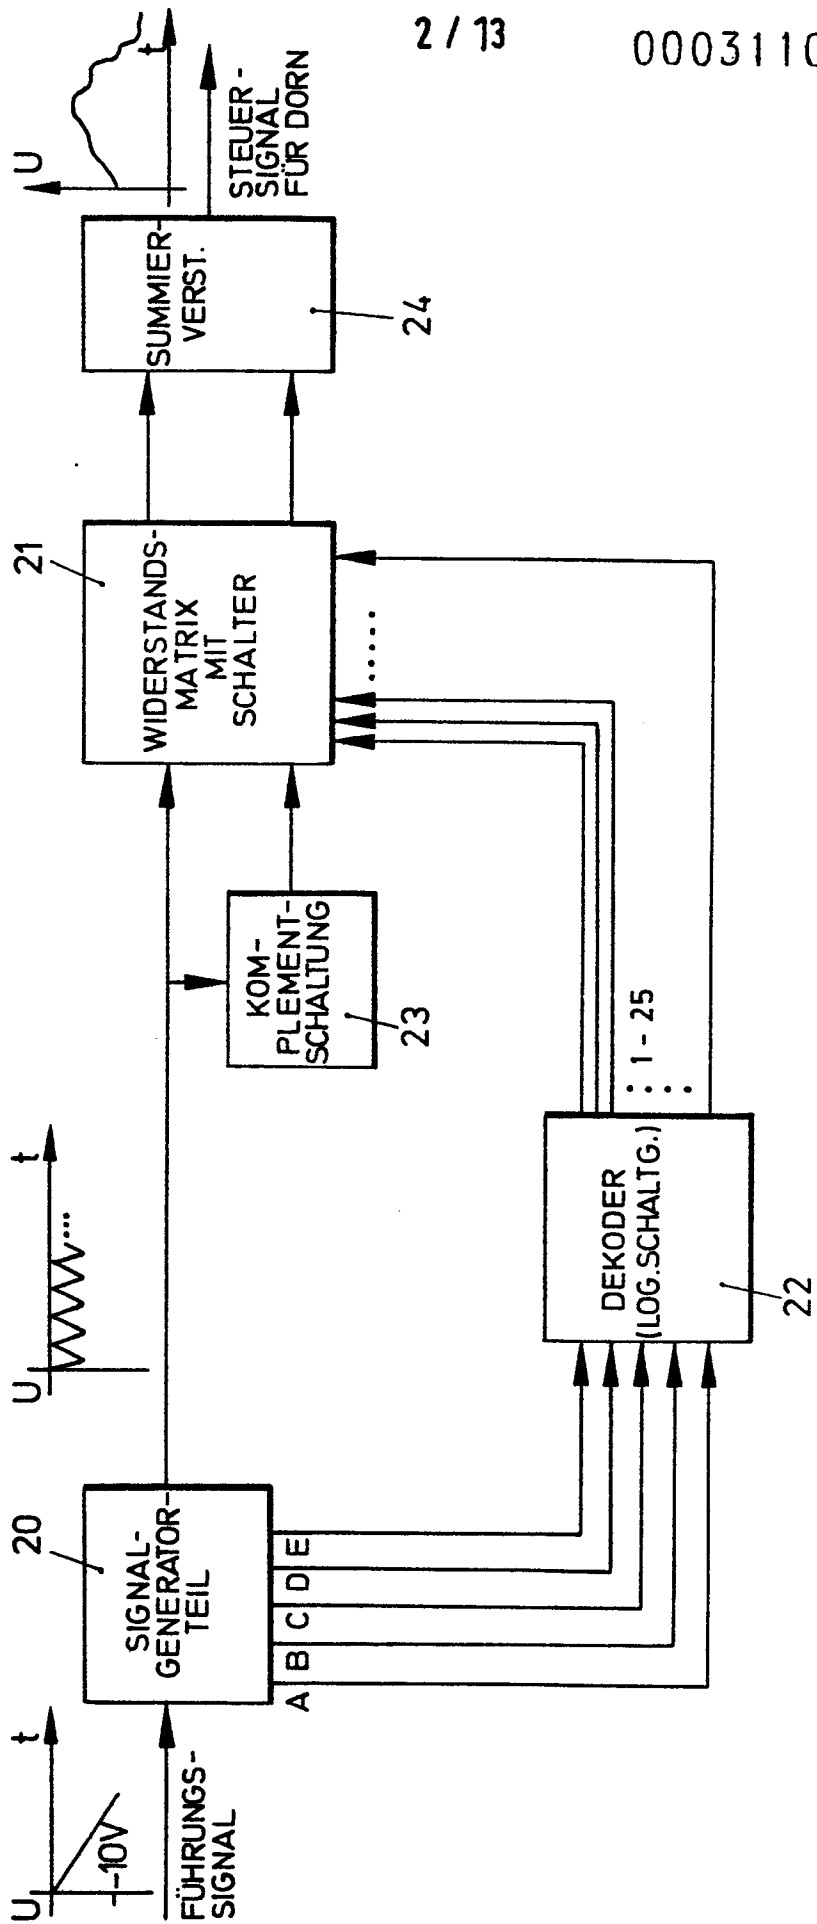 2 / 13
0003110
U
t
-10V
FÜHRUNGS-
SIGNAL
20
SIGNAL-
GENERATOR-
TEIL
A B C D E
U
t
...
KOM-
PLEMENT-
SCHALTUNG
23
DEKODER
(LOG.SCHALTG.)
22
1 - 25
21
WIDERSTANDS-
MATRIX
MIT
SCHALTER
SUMMIER-
VERST.
24
U
t
STEUER-
SIGNAL
FÜR DORN